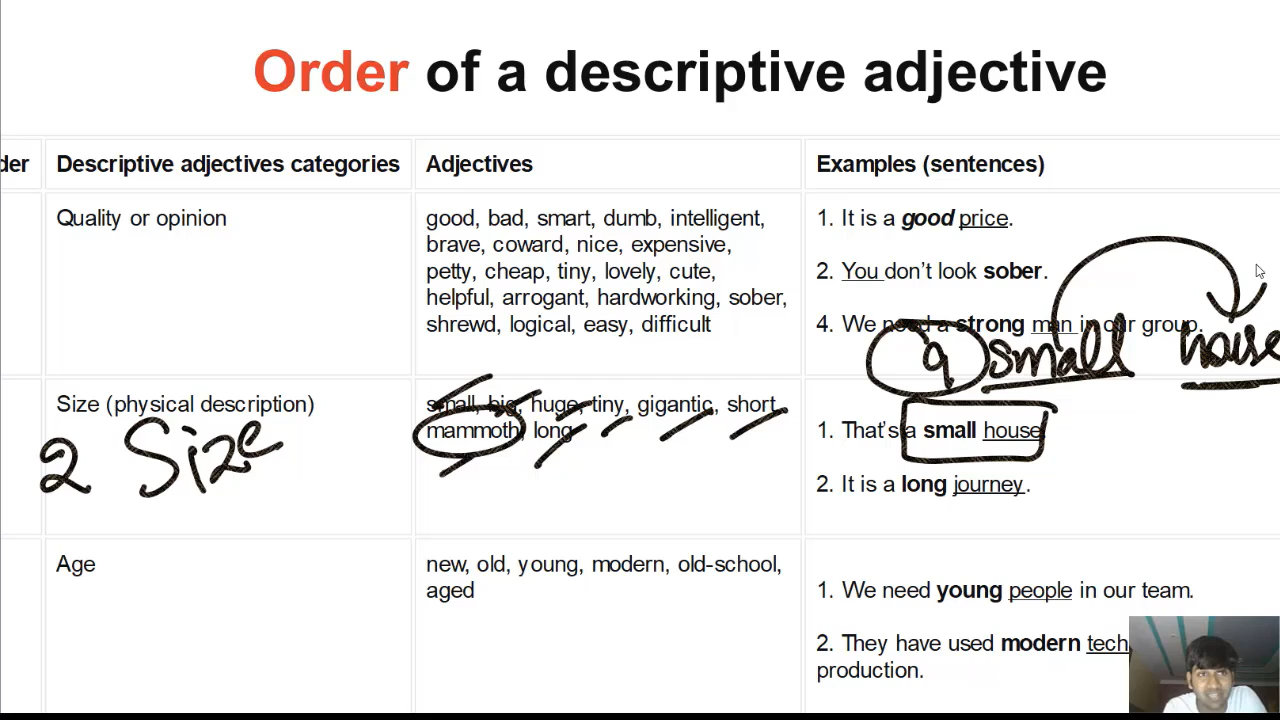 Order of a descriptive adjective
der Descriptive adjectives categories Adjectives Examples (sentences)
Quality or opinion
good, bad, smart, dumb, intelligent,
brave, coward, nice, expensive,
petty, cheap, tiny, lovely, cute,
helpful, arrogant, hardworking, sober,
shrewd, logical, easy, difficult
1. It is a good price.
2. You don't look sober.
4. We need a strong man in our group.
a small house
Size (physical description)
2 Size
small, big, huge, tiny, gigantic, short,
mammoth, long
1. That's a small house.
2. It is a long journey.
Age
new, old, young, modern, old-school,
aged
1. We need young people in our team.
2. They have used modern tech
production.